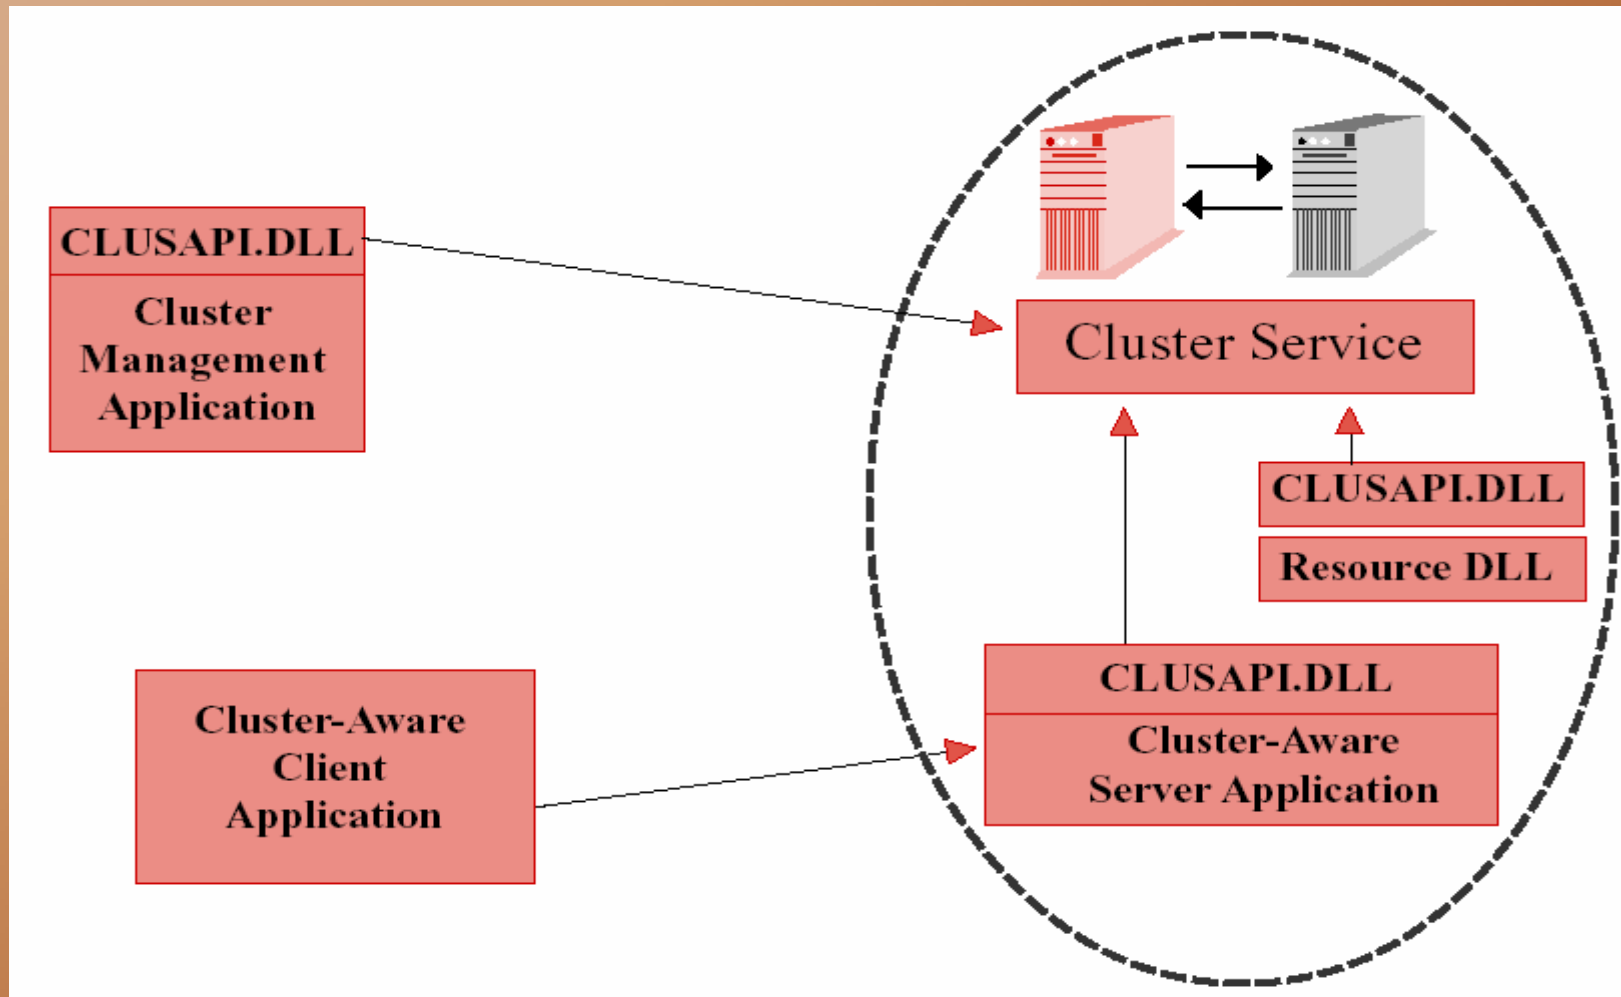 CLUSAPI.DLL
Cluster
Management
Application
Cluster Service
CLUSAPI.DLL
Resource DLL
CLUSAPI.DLL
Cluster-Aware
Server Application
Cluster-Aware
Client
Application